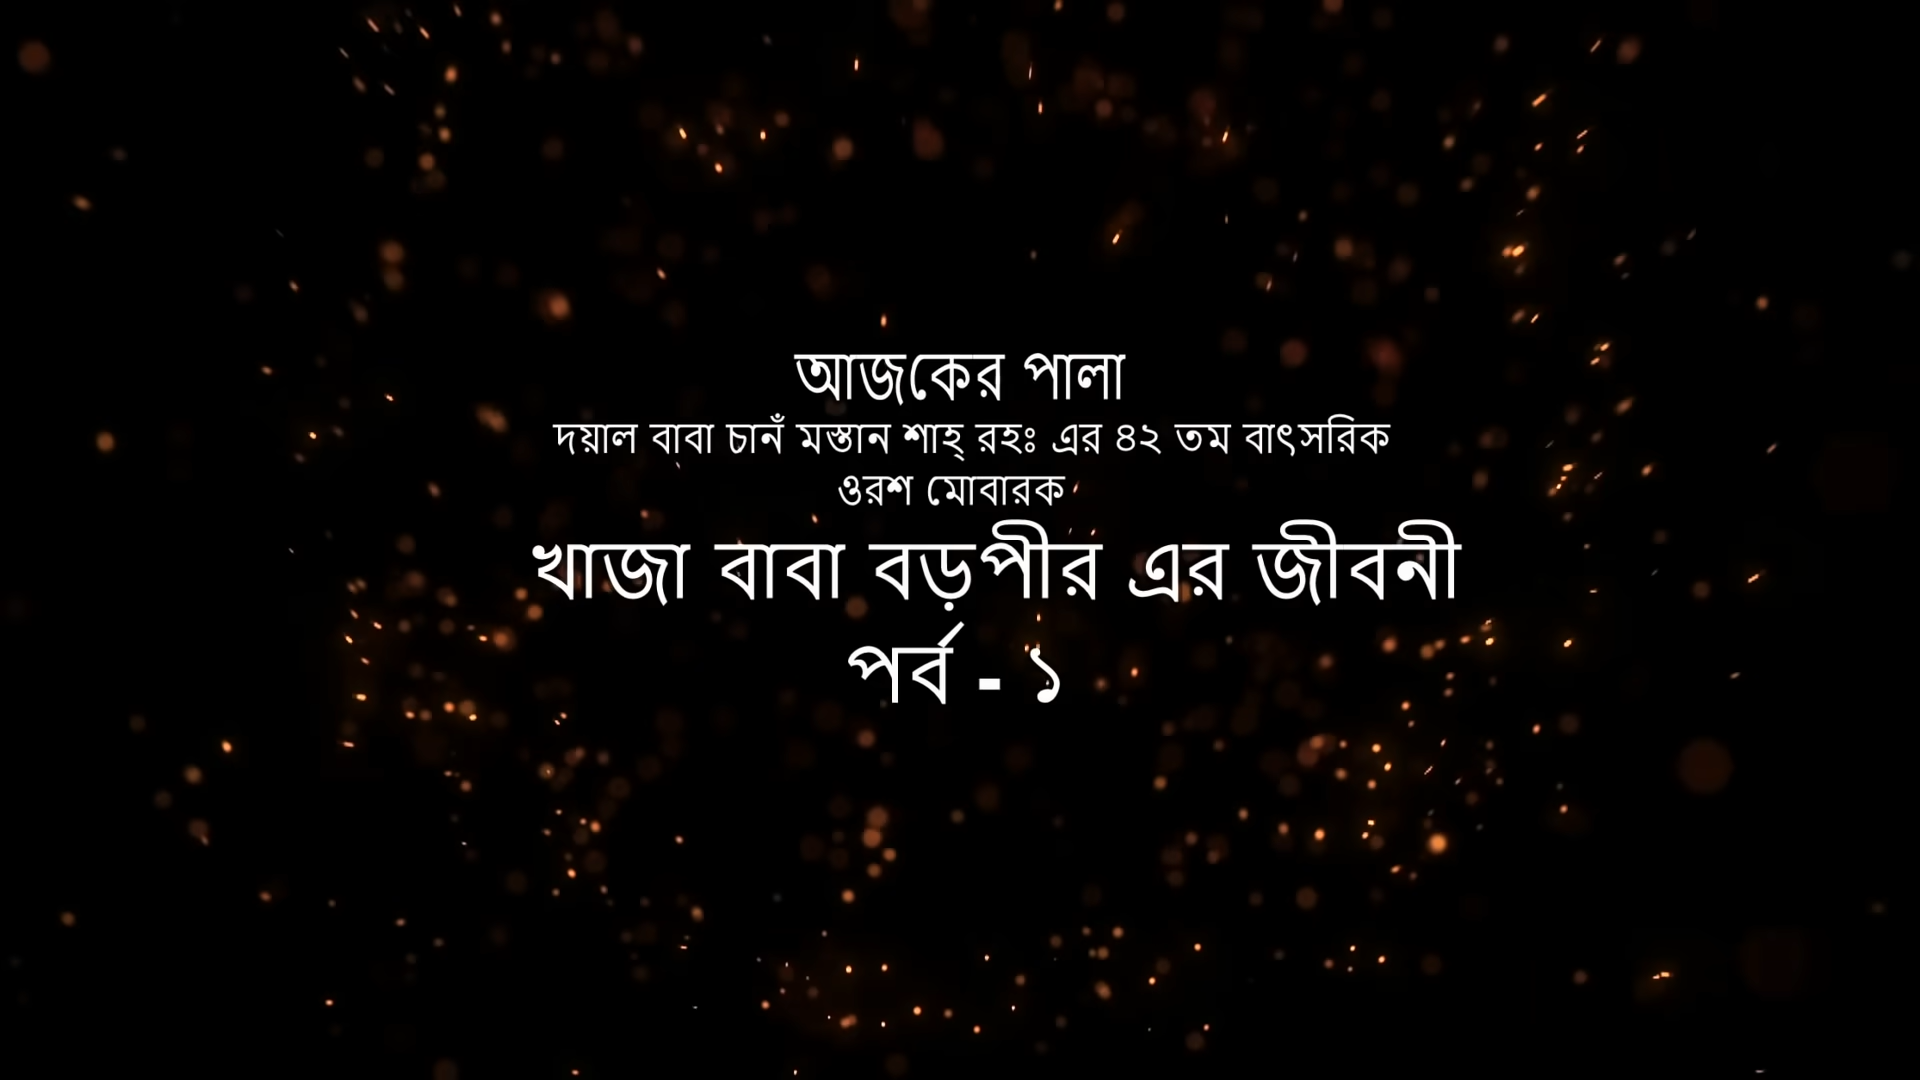 আজকের পালা
দয়াল বাবা চানঁ মস্তান শাহ্ রহঃ এর ৪২ তম বাৎসরিক
ওরশ মোবারক
খাজা বাবা বড়পীর এর জীবনী
পর্ব - ১